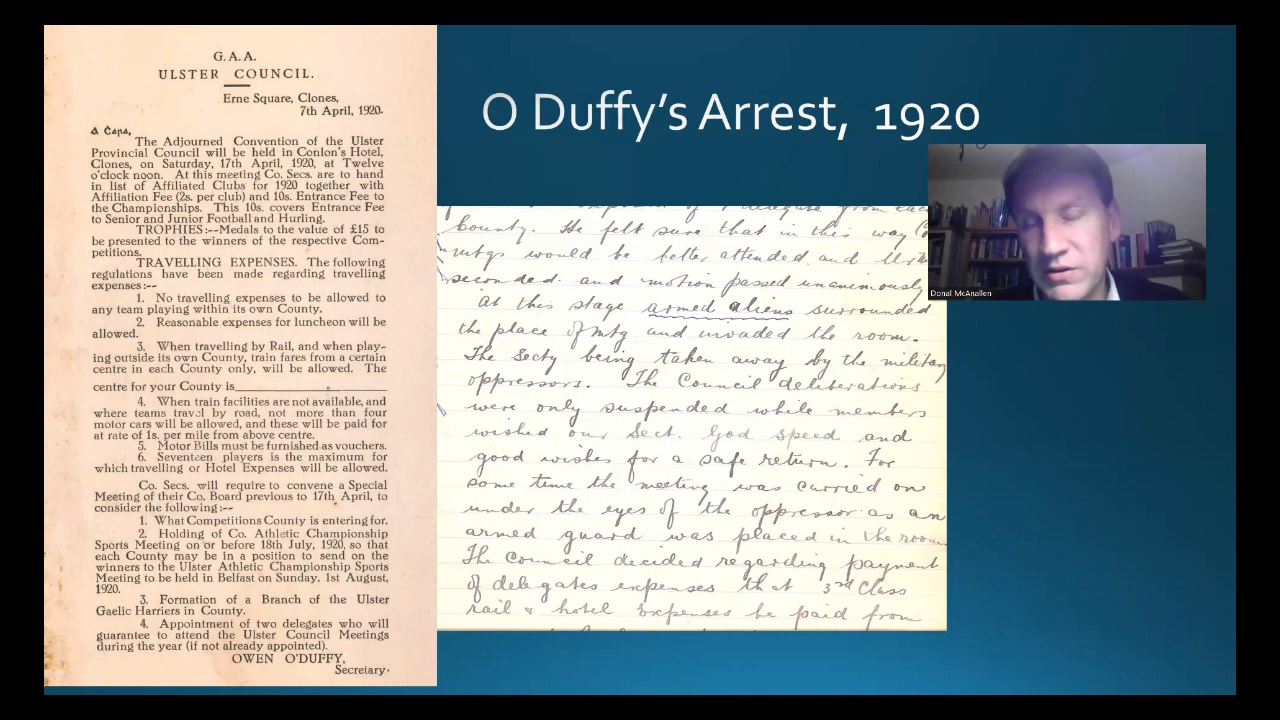 G.A.A.
ULSTER COUNCIL.
Erne Square, Clones,
7th April, 1920.
A Ċara,
The Adjourned Convention of the Ulster
Provincial Council will be held in Conlon's Hotel,
Clones, on Saturday, 17th April, 1920, at Twelve
o'clock noon. At this meeting Co. Secs. are to hand
in list of Affiliated Clubs for 1920 together with
Affiliation Fee (2s. per club) and 10s. Entrance Fee to
the Championships. This 10s. covers Entrance Fee
to Senior and Junior Football and Hurling.
TROPHIES:--Medals to the value of £15 to
be presented to the winners of the respective Com-
petitions.
TRAVELLING EXPENSES. The following
regulations have been made regarding travelling
expenses:--
1. No travelling expenses to be allowed to
any team playing within its own County.
2. Reasonable expenses for luncheon will be
allowed.
3. When travelling by Rail, and when play-
ing outside its own County, train fares from a certain
centre in each County only, will be allowed. The
centre for your County is
4. When train facilities are not available, and
where teams travel by road, not more than four
motor cars will be allowed, and these will be paid for
at rate of 1s. per mile from above centre.
5. Motor Bills must be furnished as vouchers.
6. Seventeen players is the maximum for
which travelling or Hotel Expenses will be allowed.
Co. Secs. will require to convene a Special
Meeting of their Co. Board previous to 17th April, to
consider the following:--
1. What Competitions County is entering for.
2. Holding of Co. Athletic Championship
Sports Meeting on or before 18th July, 1920, so that
each County may be in a position to send on the
winners to the Ulster Athletic Championship Sports
Meeting to be held in Belfast on Sunday, 1st August,
1920.
3. Formation of a Branch of the Ulster
Gaelic Harriers in County.
4. Appointment of two delegates who will
guarantee to attend the Ulster Council Meetings
during the year (if not already appointed).
OWEN O'DUFFY,
Secretary.
O Duffy's Arrest, 1920
of 1 delegate from each
County. He felt sure that in this way
mtgs would be better attended and
seconded and motion passed unanimously
At this stage armed aliens surrounded
the place of mtg and invaded the room.
The Secty being taken away by the military
oppressors. The Council deliberations
were only suspended while members
wished our Sect. God speed and
good wishes for a safe return. For
some time the meeting was carried on
under the eyes of the oppressor as an
armed guard was placed in the room.
The Council decided regarding payment
of delegates expenses that 3rd Class
rail & hotel expenses be paid from
Donal McAnallen